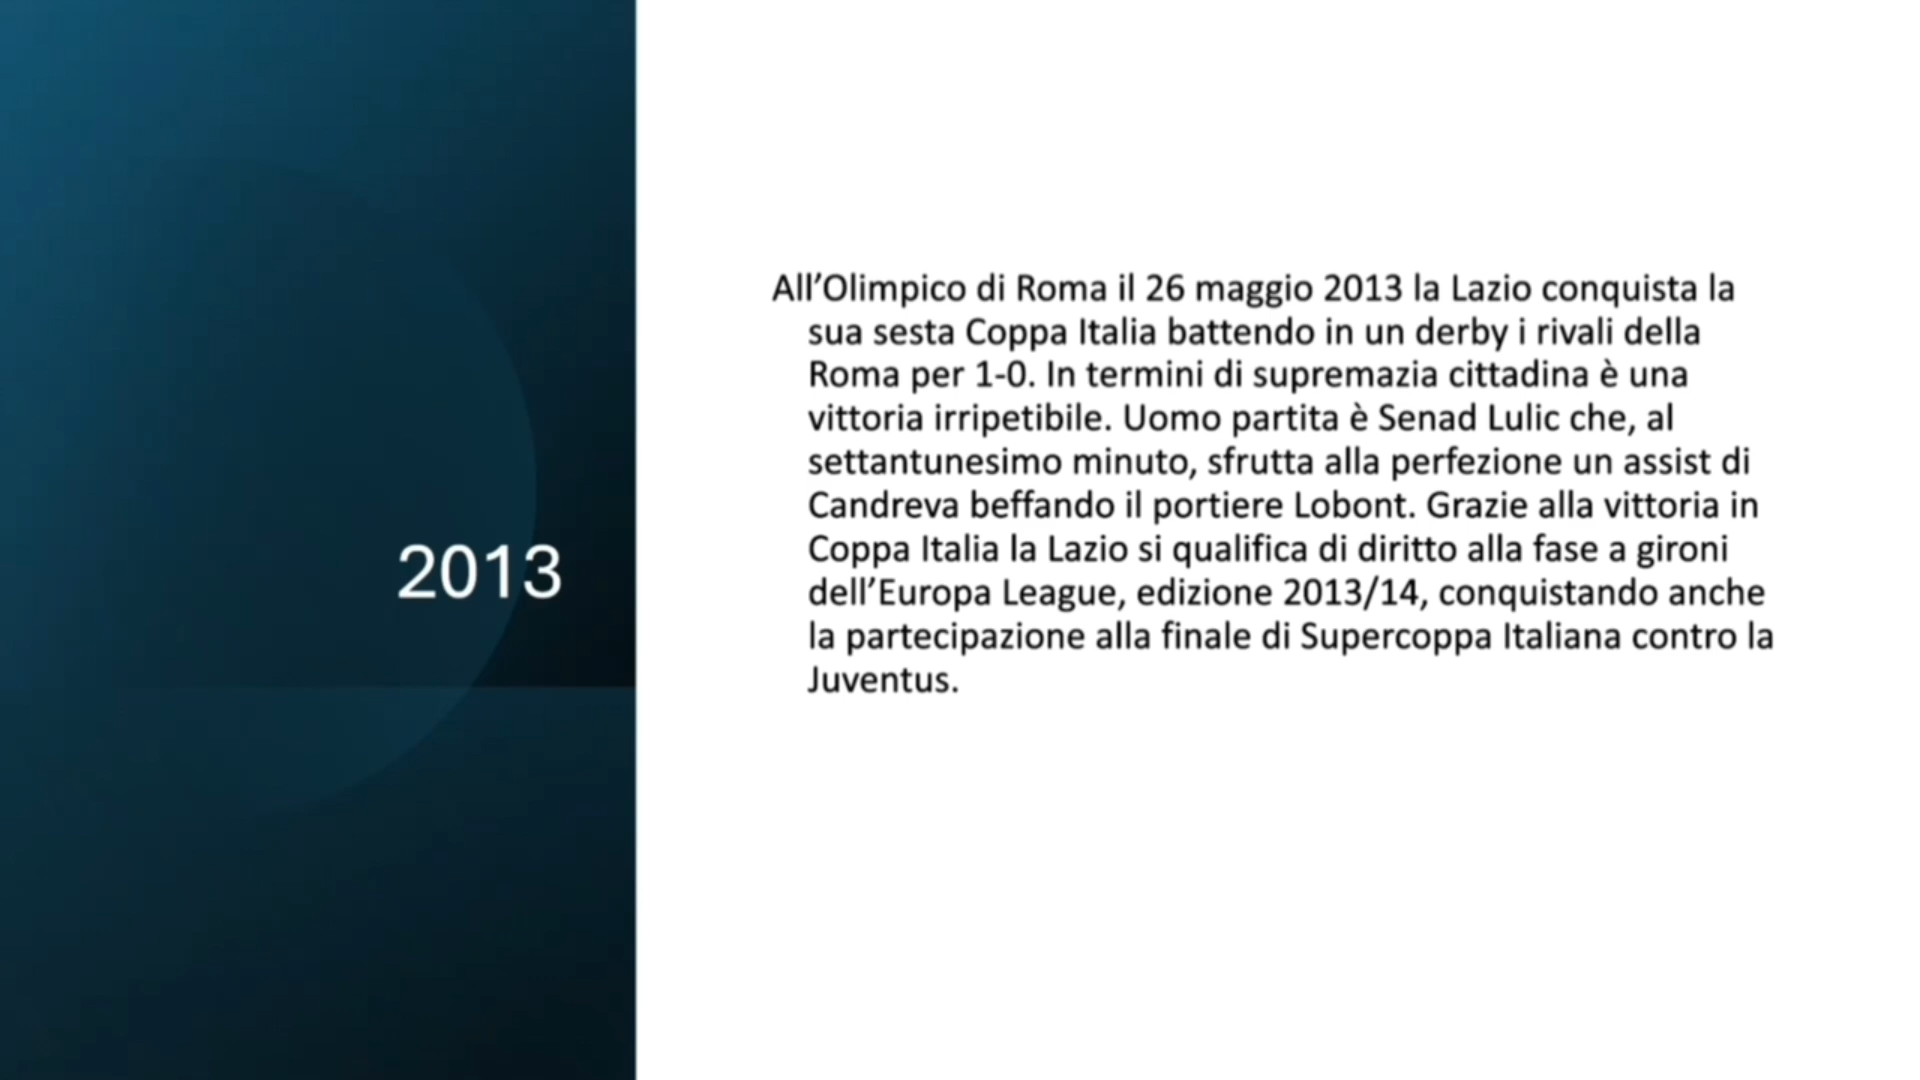 2013
All’Olimpico di Roma il 26 maggio 2013 la Lazio conquista la
sua sesta Coppa Italia battendo in un derby i rivali della
Roma per 1-0. In termini di supremazia cittadina è una
vittoria irripetibile. Uomo partita è Senad Lulic che, al
settantunesimo minuto, sfrutta alla perfezione un assist di
Candreva beffando il portiere Lobont. Grazie alla vittoria in
Coppa Italia la Lazio si qualifica di diritto alla fase a gironi
dell’Europa League, edizione 2013/14, conquistando anche
la partecipazione alla finale di Supercoppa Italiana contro la
Juventus.